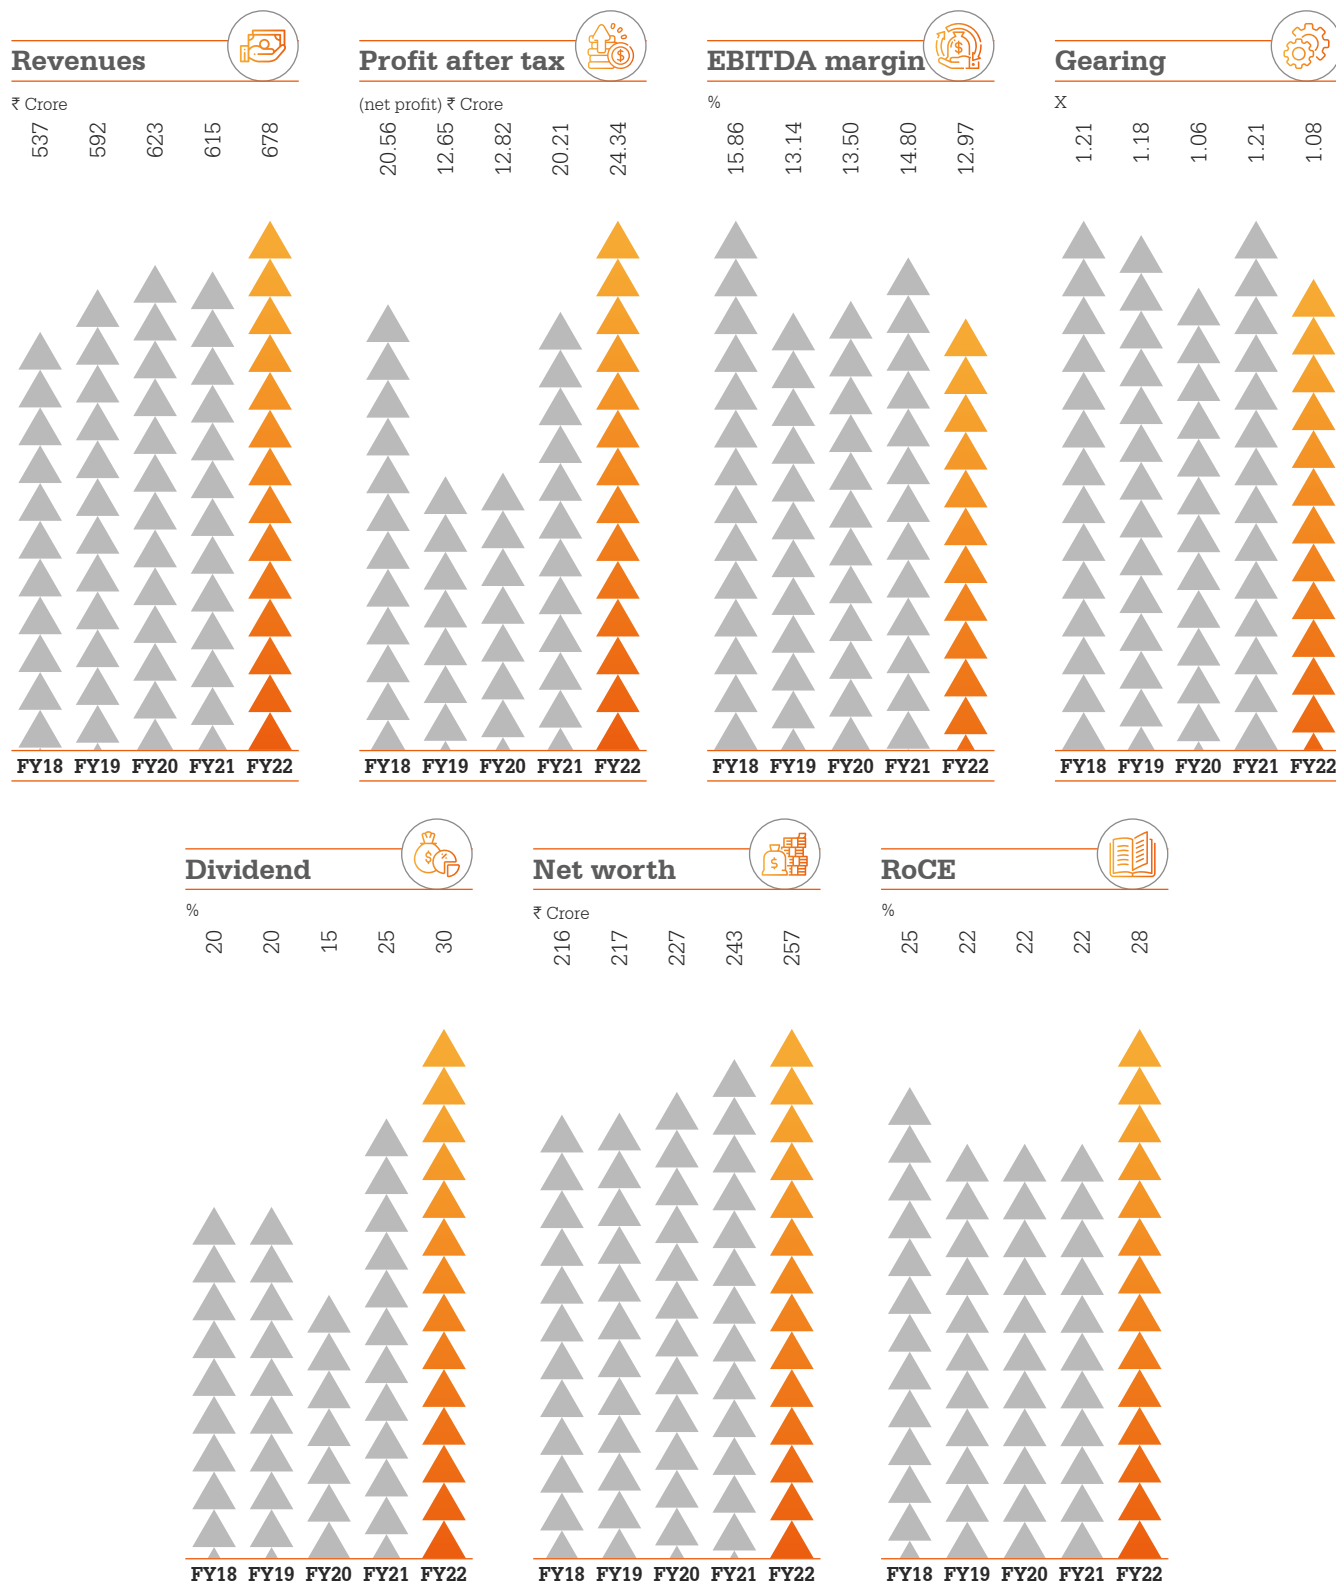 Revenues
₹ Crore
537 592 623 615 678
FY18 FY19 FY20 FY21 FY22
Profit after tax
(net profit) ₹ Crore
20.56 12.65 12.82 20.21 24.34
FY18 FY19 FY20 FY21 FY22
EBITDA margin
%
15.86 13.14 13.50 14.80 12.97
FY18 FY19 FY20 FY21 FY22
Gearing
X
1.21 1.18 1.06 1.21 1.08
FY18 FY19 FY20 FY21 FY22
Dividend
%
20 20 15 25 30
FY18 FY19 FY20 FY21 FY22
Net worth
₹ Crore
216 217 227 243 257
FY18 FY19 FY20 FY21 FY22
RoCE
%
25 22 22 22 28
FY18 FY19 FY20 FY21 FY22